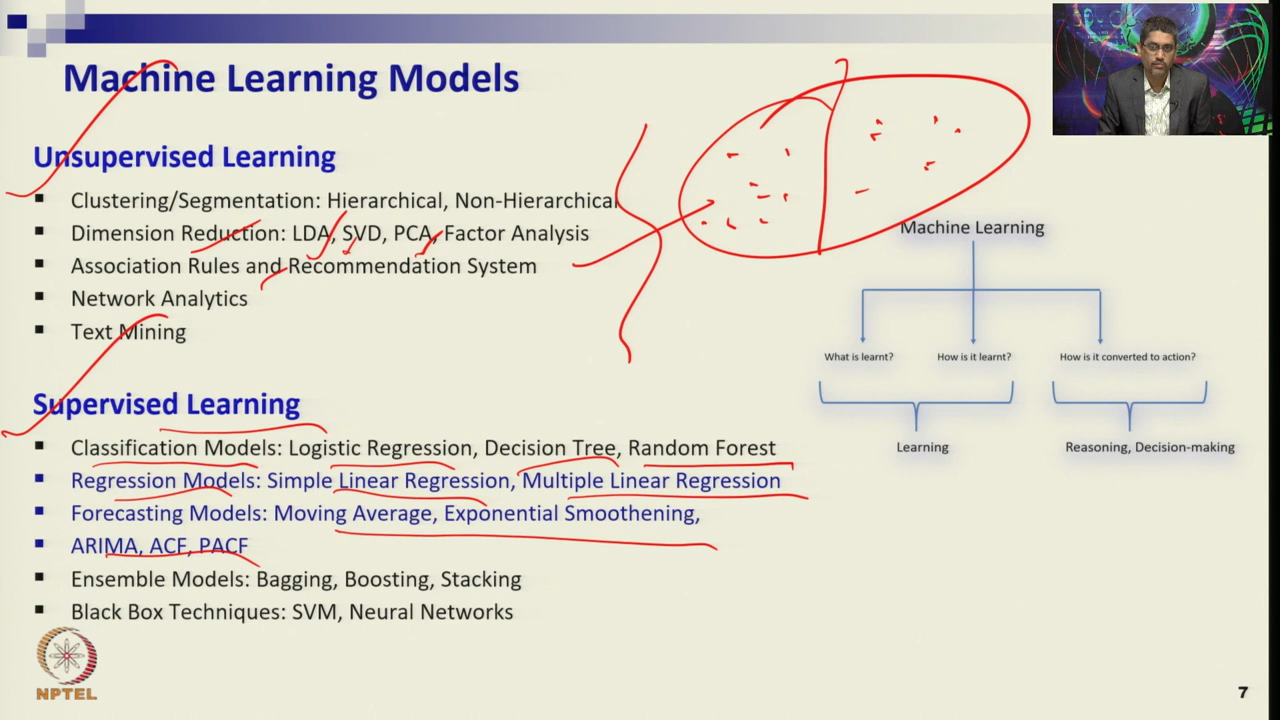 Machine Learning Models
Unsupervised Learning
Clustering/Segmentation: Hierarchical, Non-Hierarchical
Dimension Reduction: LDA, SVD, PCA, Factor Analysis
Association Rules and Recommendation System
Network Analytics
Text Mining
Supervised Learning
Classification Models: Logistic Regression, Decision Tree, Random Forest
Regression Models: Simple Linear Regression, Multiple Linear Regression
Forecasting Models: Moving Average, Exponential Smoothening,
ARIMA, ACF, PACF
Ensemble Models: Bagging, Boosting, Stacking
Black Box Techniques: SVM, Neural Networks
Machine Learning
What is learnt?
How is it learnt?
How is it converted to action?
Learning
Reasoning, Decision-making
NPTEL
7